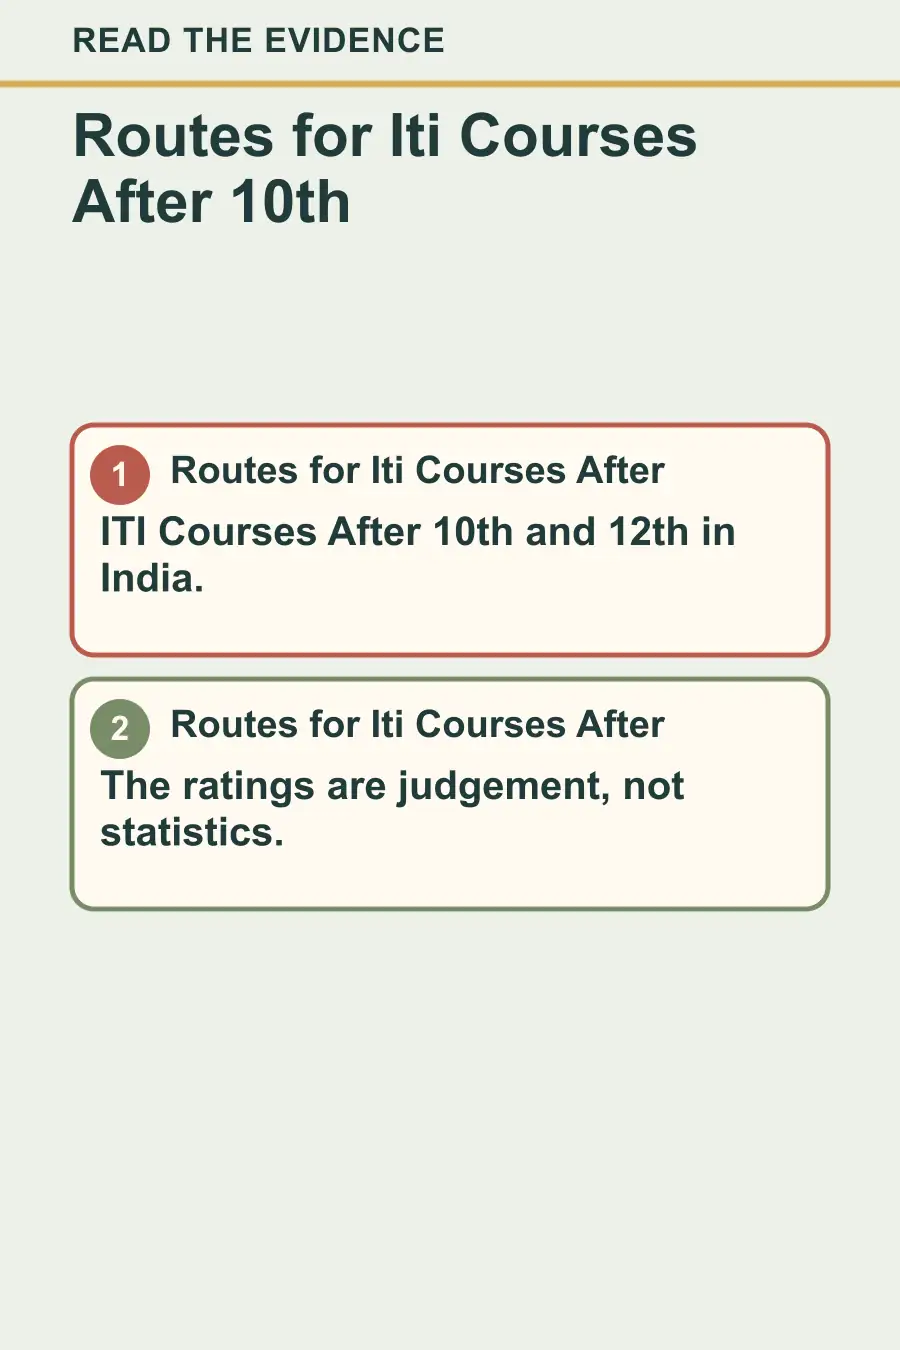 READ THE EVIDENCE
Routes for Iti Courses
After 10th
1 Routes for Iti Courses After
ITI Courses After 10th and 12th in
India.
2 Routes for Iti Courses After
The ratings are judgement, not
statistics.